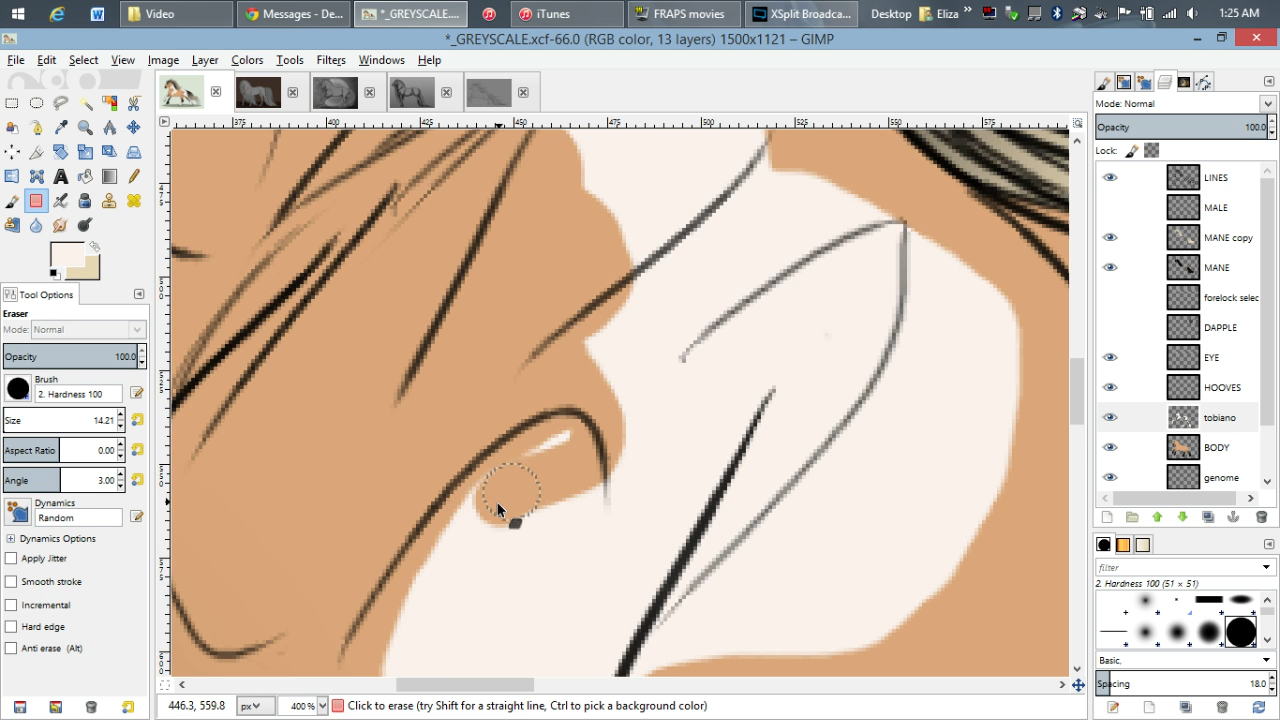 Video
Messages - De...
*_GREYSCALE....
iTunes
FRAPS movies
XSplit Broadca...
Desktop
Eliza
1:25 AM
*_GREYSCALE.xcf-66.0 (RGB color, 13 layers) 1500x1121 – GIMP
File Edit Select View Image Layer Colors Tools Filters Windows Help
375 400 425 450 475 500 525 550 575
Mode: Normal
Opacity 100.0
Lock:
LINES
MALE
MANE copy
MANE
forelock selec
DAPPLE
EYE
HOOVES
tobiano
BODY
genome
Tool Options
Eraser
Mode: Normal
Opacity 100.0
Brush
2. Hardness 100
Size 14.21
Aspect Ratio 0.00
Angle 3.00
Dynamics
Random
Dynamics Options
Apply Jitter
Smooth stroke
Incremental
Hard edge
Anti erase (Alt)
filter
2. Hardness 100 (51 × 51)
Basic,
Spacing 18.0
446.3, 559.8 px 400 % Click to erase (try Shift for a straight line, Ctrl to pick a background color)